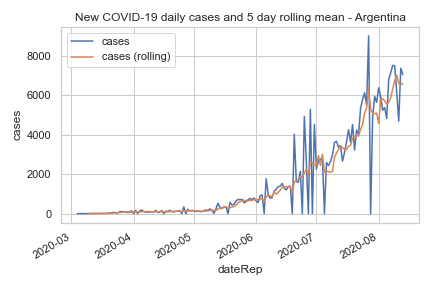 New COVID-19 daily cases and 5 day rolling mean - Argentina
cases
cases (rolling)
8000
6000
4000
2000
0
cases
2020-03
2020-04
2020-05
2020-06
2020-07
2020-08
dateRep